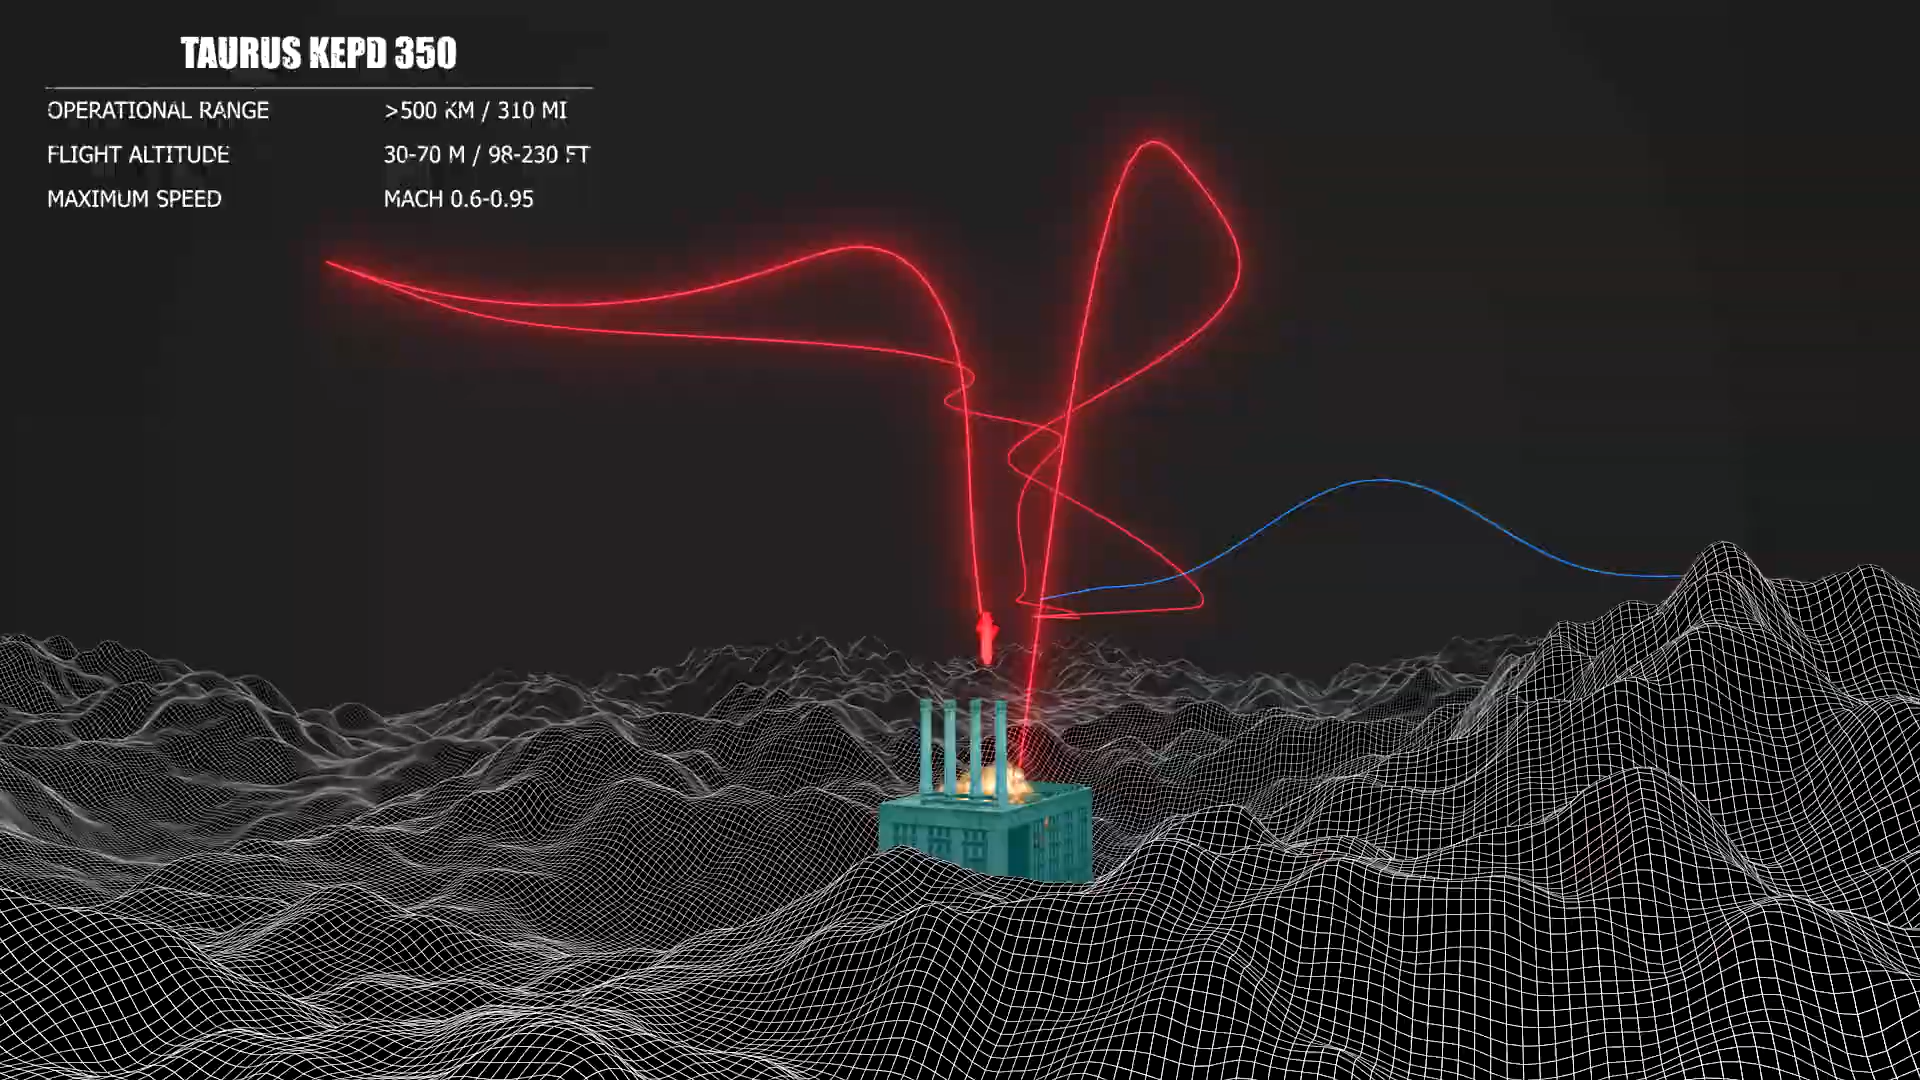 TAURUS KEPD 350
OPERATIONAL RANGE >500 KM / 310 MI
FLIGHT ALTITUDE 30-70 M / 98-230 FT
MAXIMUM SPEED MACH 0.6-0.95